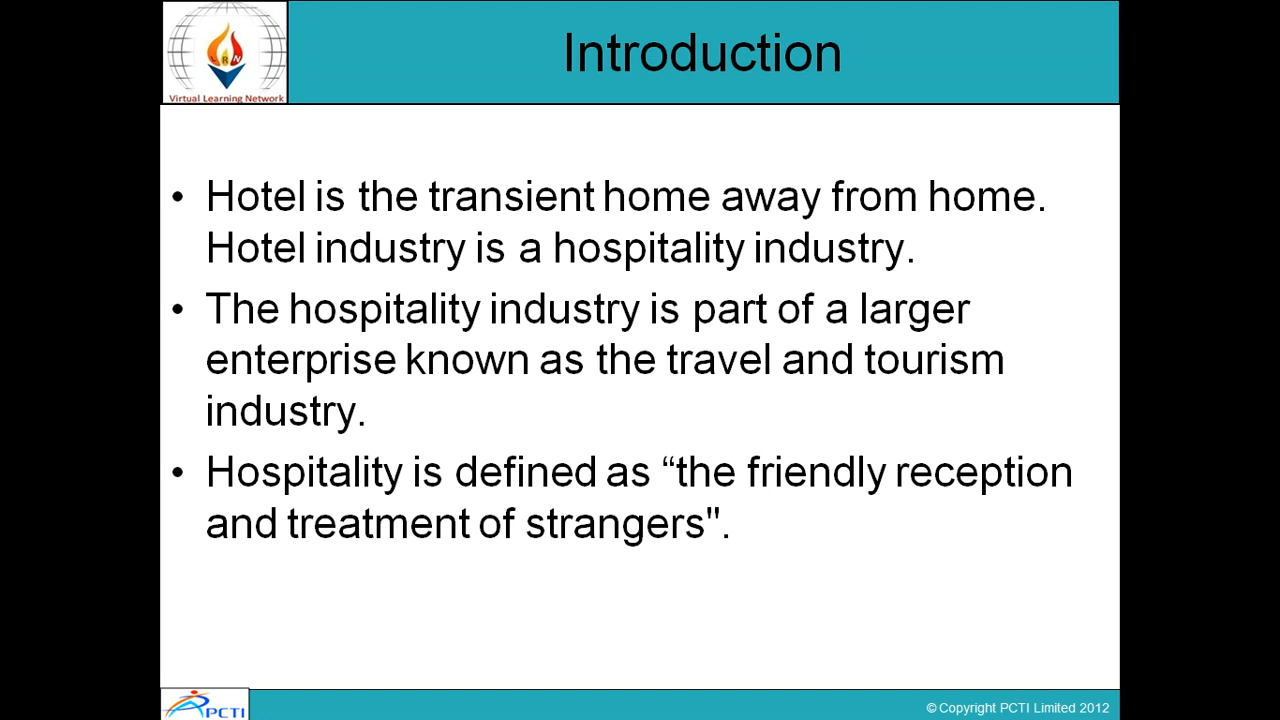 Introduction
Virtual Learning Network
• Hotel is the transient home away from home.
Hotel industry is a hospitality industry.
• The hospitality industry is part of a larger
enterprise known as the travel and tourism
industry.
• Hospitality is defined as “the friendly reception
and treatment of strangers".
PCTI
© Copyright PCTI Limited 2012